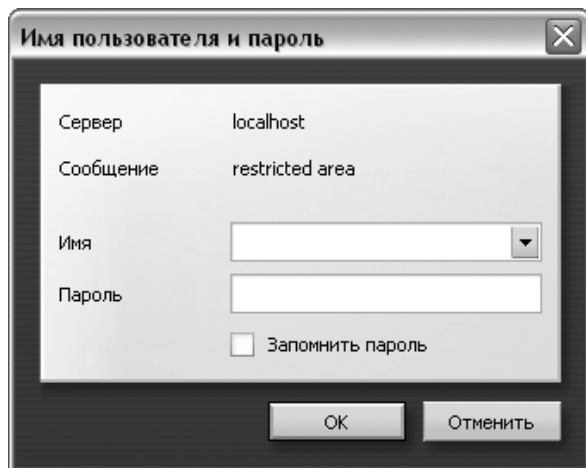 Имя пользователя и пароль
Сервер localhost
Сообщение restricted area
Имя
Пароль
Запомнить пароль
OK Отменить